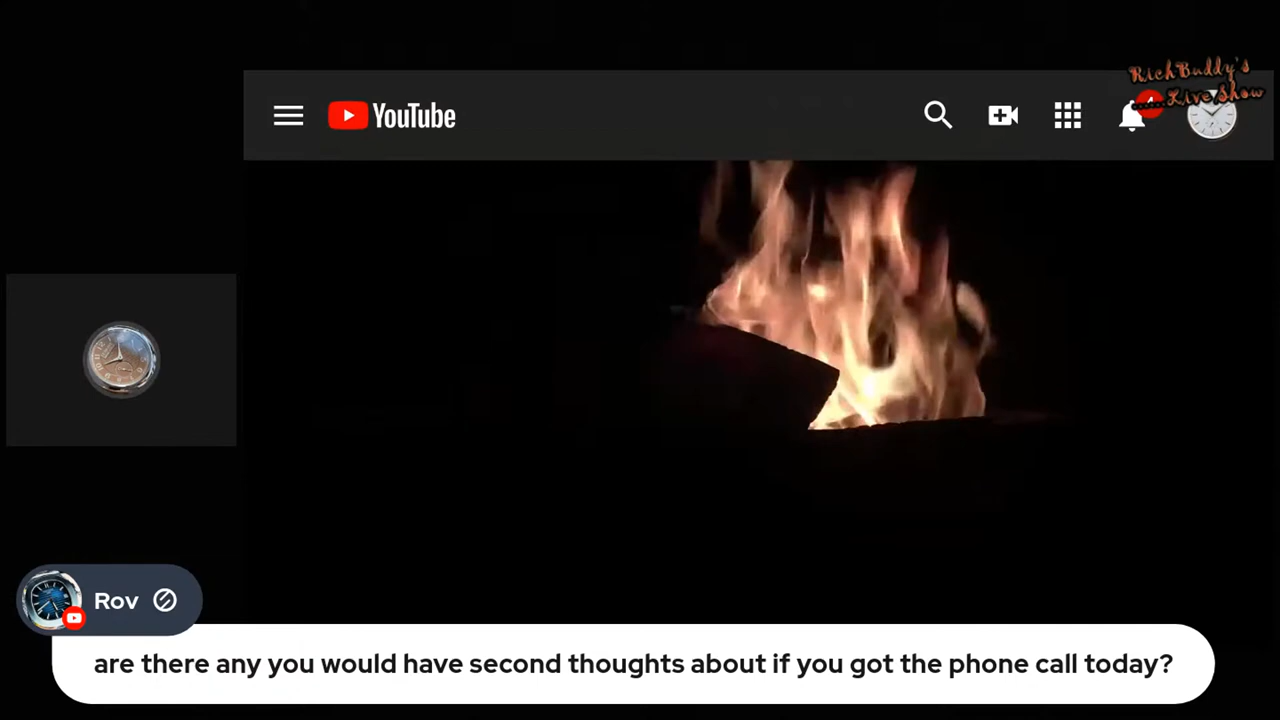 RichBuddy's
......Live Show
YouTube
4
Rov
are there any you would have second thoughts about if you got the phone call today?